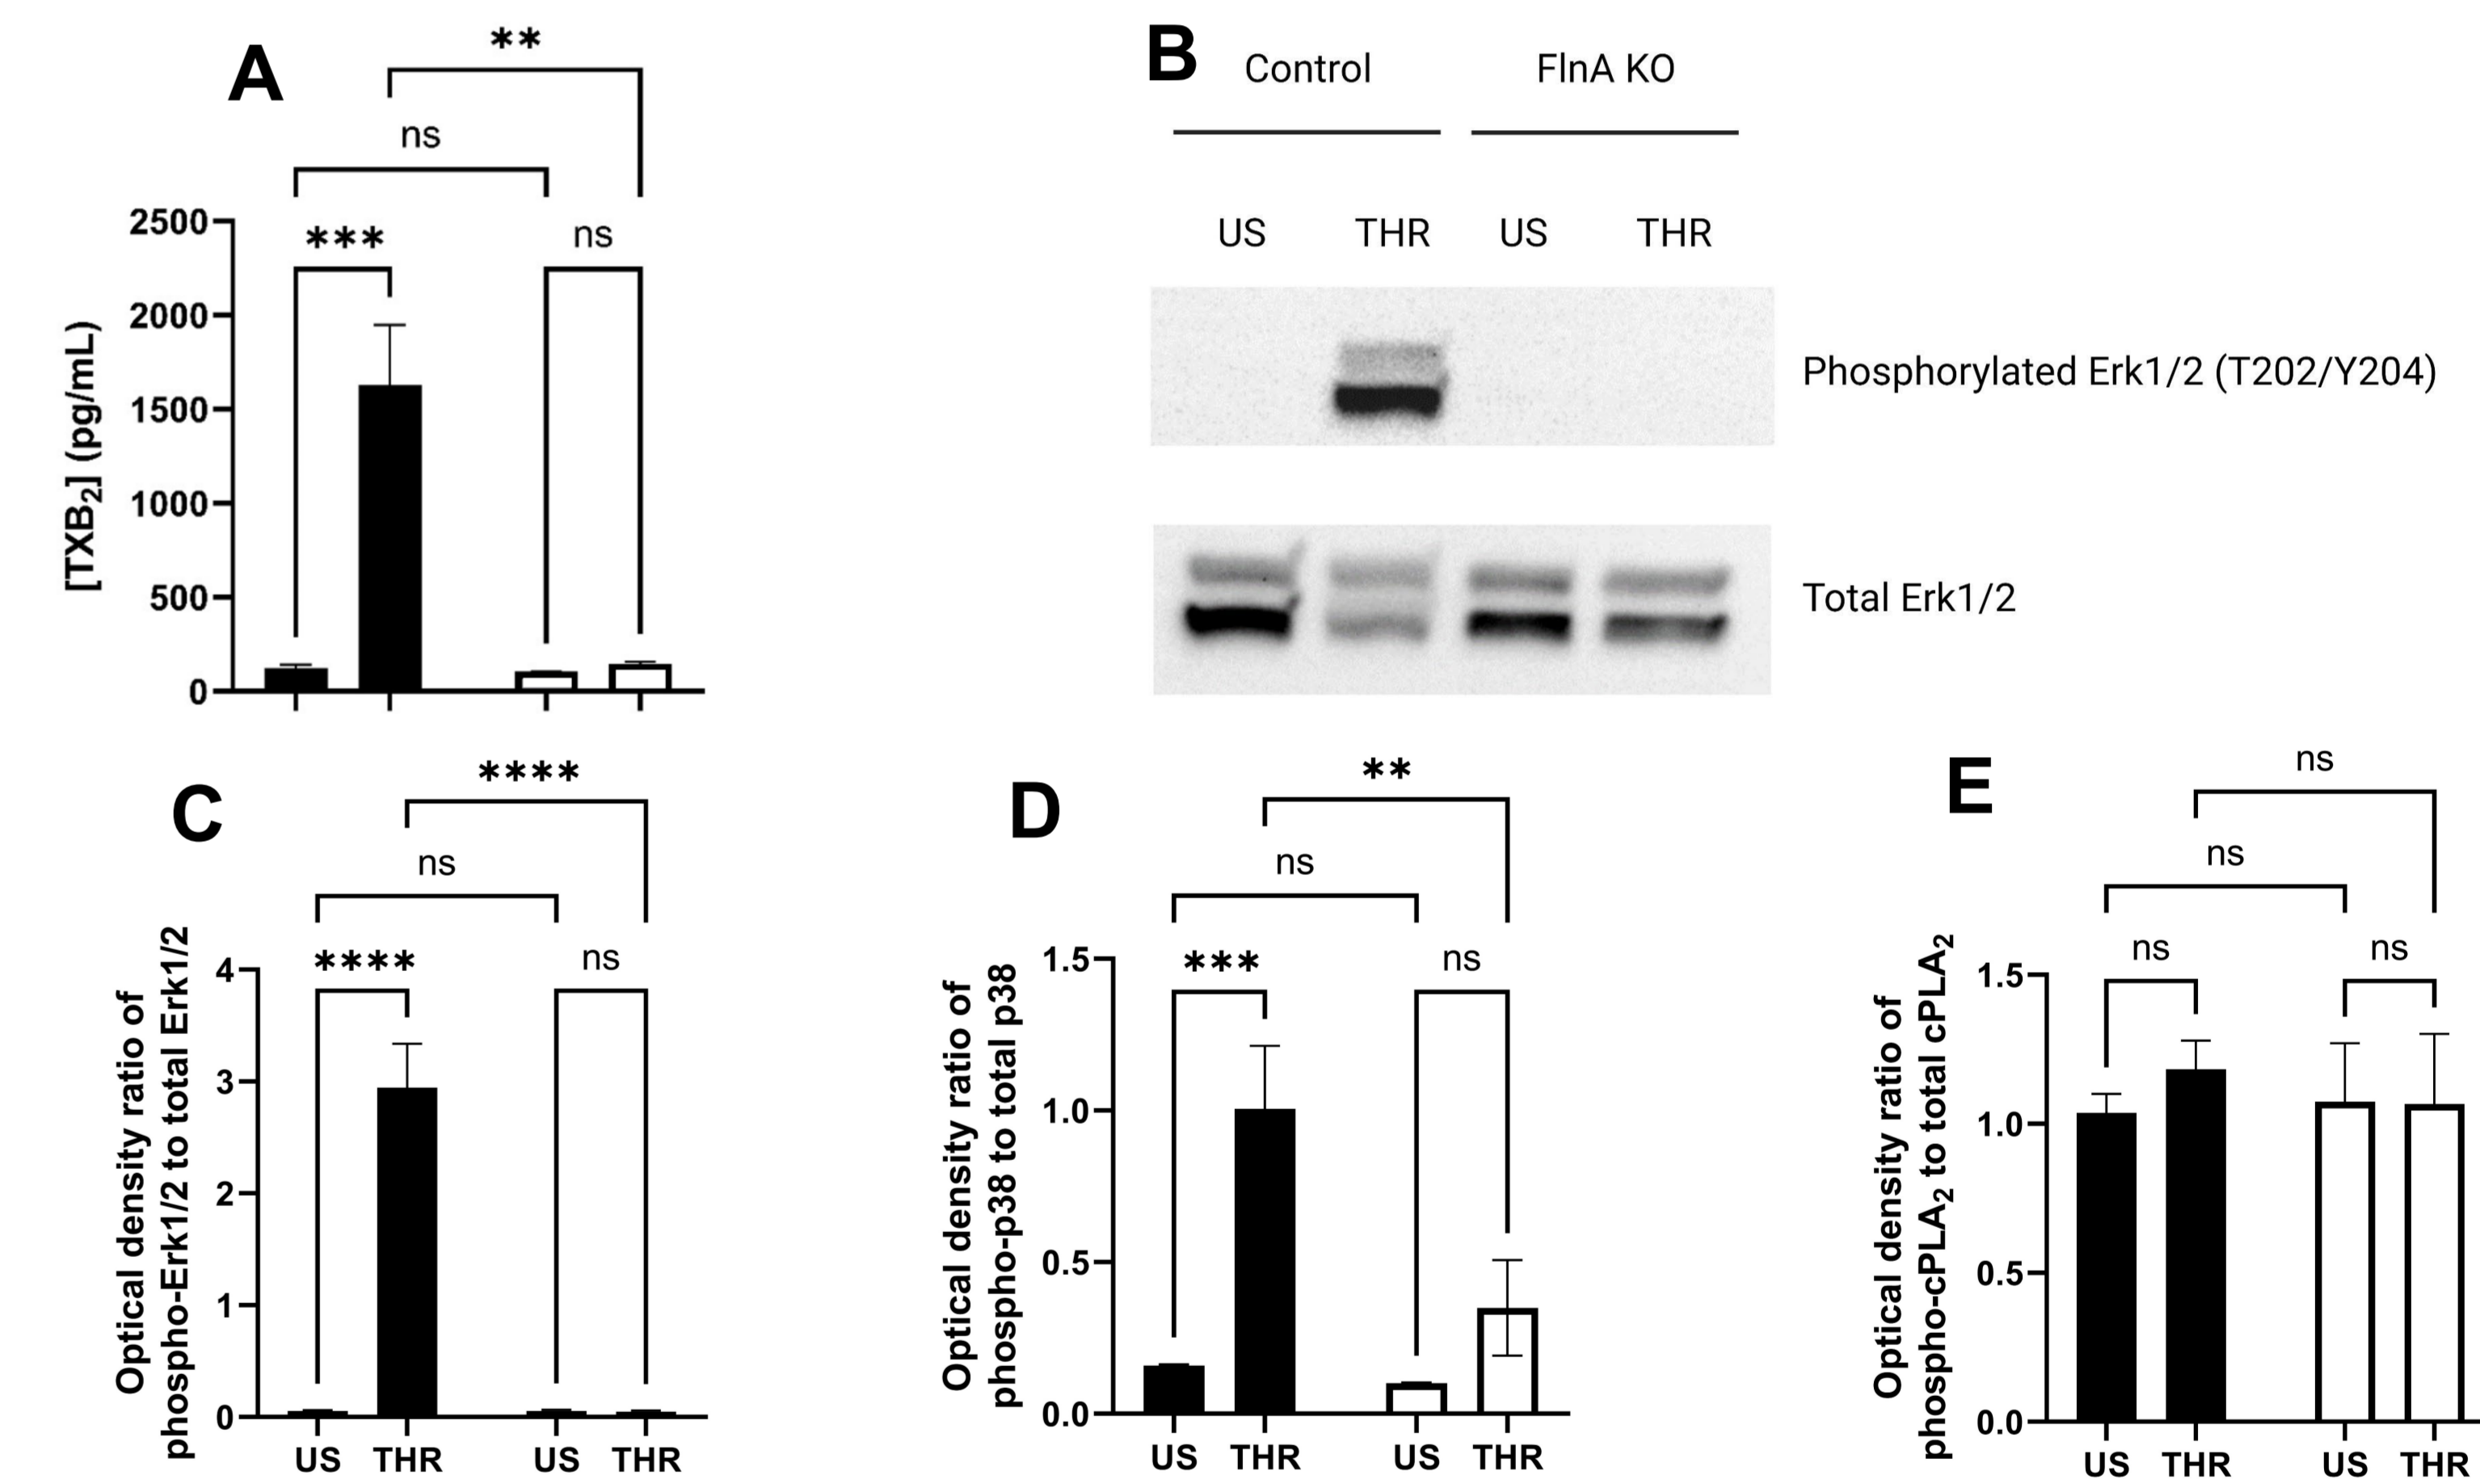 A
**
ns
***
ns
[TXB2] (pg/mL)
2500
2000
1500
1000
500
0
B
Control
FlnA KO
US
THR
US
THR
Phosphorylated Erk1/2 (T202/Y204)
Total Erk1/2
C
****
ns
****
ns
Optical density ratio of
phospho-Erk1/2 to total Erk1/2
4
3
2
1
0
US
THR
US
THR
D
**
ns
***
ns
Optical density ratio of
phospho-p38 to total p38
1.5
1.0
0.5
0.0
US
THR
US
THR
E
ns
ns
ns
ns
Optical density ratio of
phospho-cPLA2 to total cPLA2
1.5
1.0
0.5
0.0
US
THR
US
THR